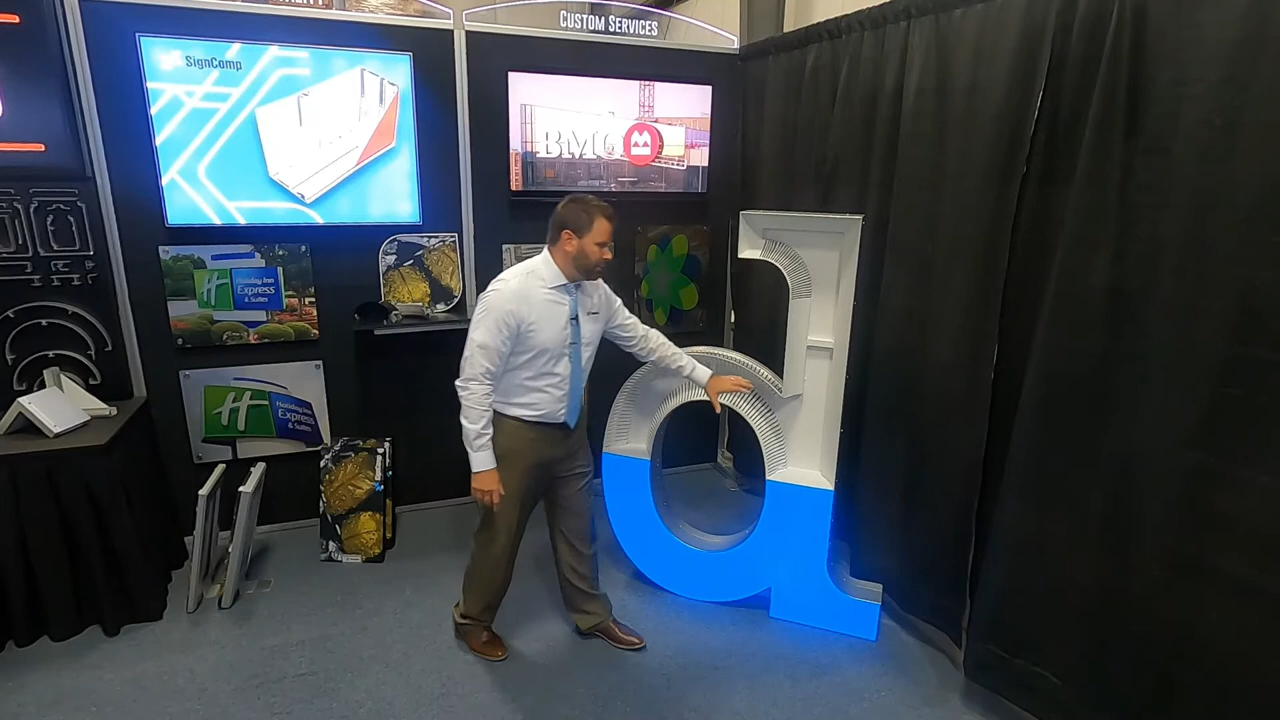 CUSTOM SERVICES
SignComp
BMO
H
Holiday Inn
Express
& Suites
H
Holiday Inn
Express
& Suites
d